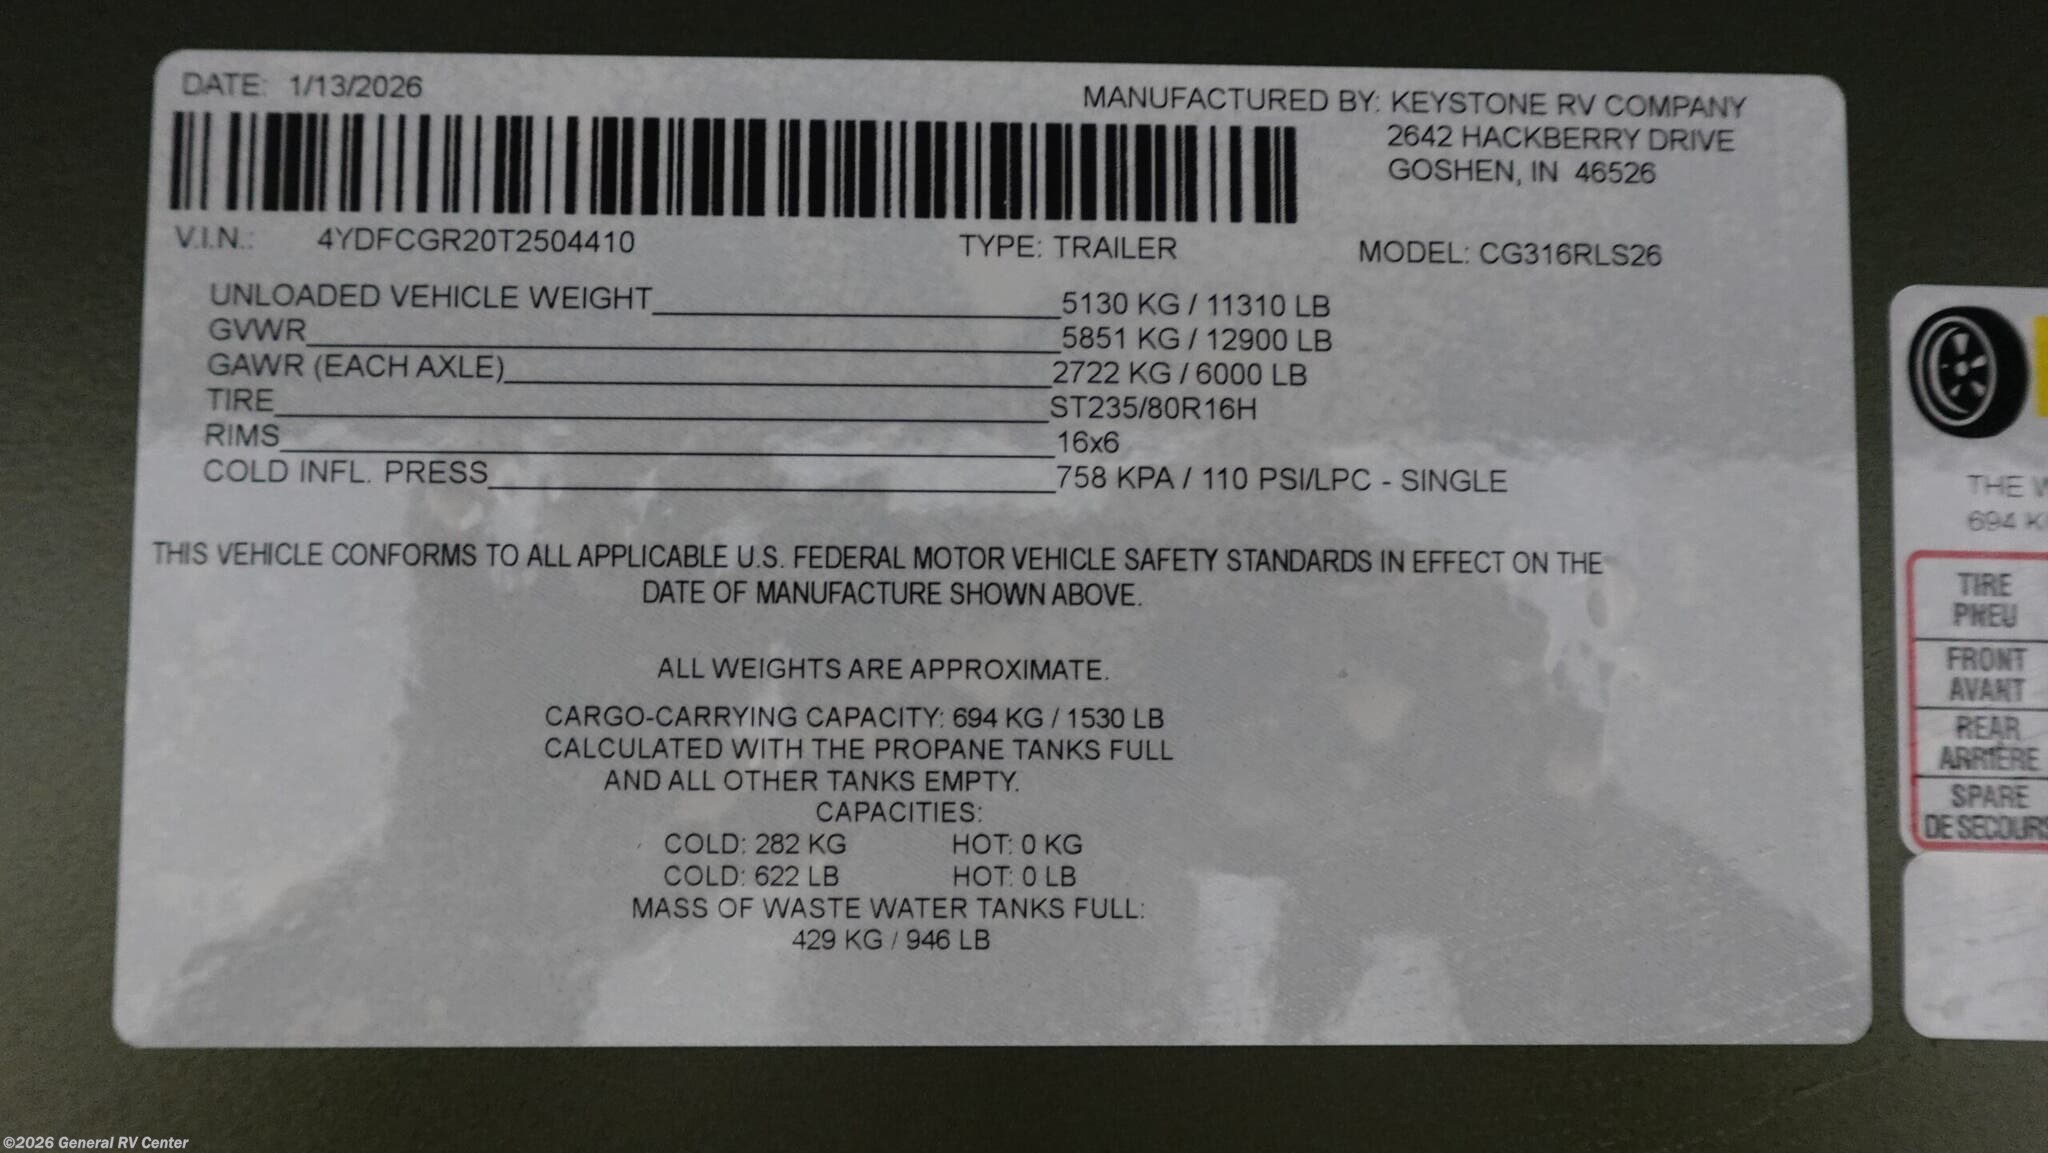 DATE: 1/13/2026
MANUFACTURED BY: KEYSTONE RV COMPANY
2642 HACKBERRY DRIVE
GOSHEN, IN 46526
V.I.N.: 4YDFCGR20T2504410 TYPE: TRAILER MODEL: CG316RLS26
UNLOADED VEHICLE WEIGHT 5130 KG / 11310 LB
GVWR 5851 KG / 12900 LB
GAWR (EACH AXLE) 2722 KG / 6000 LB
TIRE ST235/80R16H
RIMS 16x6
COLD INFL. PRESS 758 KPA / 110 PSI/LPC - SINGLE
THIS VEHICLE CONFORMS TO ALL APPLICABLE U.S. FEDERAL MOTOR VEHICLE SAFETY STANDARDS IN EFFECT ON THE
DATE OF MANUFACTURE SHOWN ABOVE.
ALL WEIGHTS ARE APPROXIMATE.
CARGO-CARRYING CAPACITY: 694 KG / 1530 LB
CALCULATED WITH THE PROPANE TANKS FULL
AND ALL OTHER TANKS EMPTY.
CAPACITIES:
COLD: 282 KG HOT: 0 KG
COLD: 622 LB HOT: 0 LB
MASS OF WASTE WATER TANKS FULL:
429 KG / 946 LB
THE
694
TIRE
PNEU
FRONT
AVANT
REAR
ARRIÈRE
SPARE
DE SECOURS
©2026 General RV Center